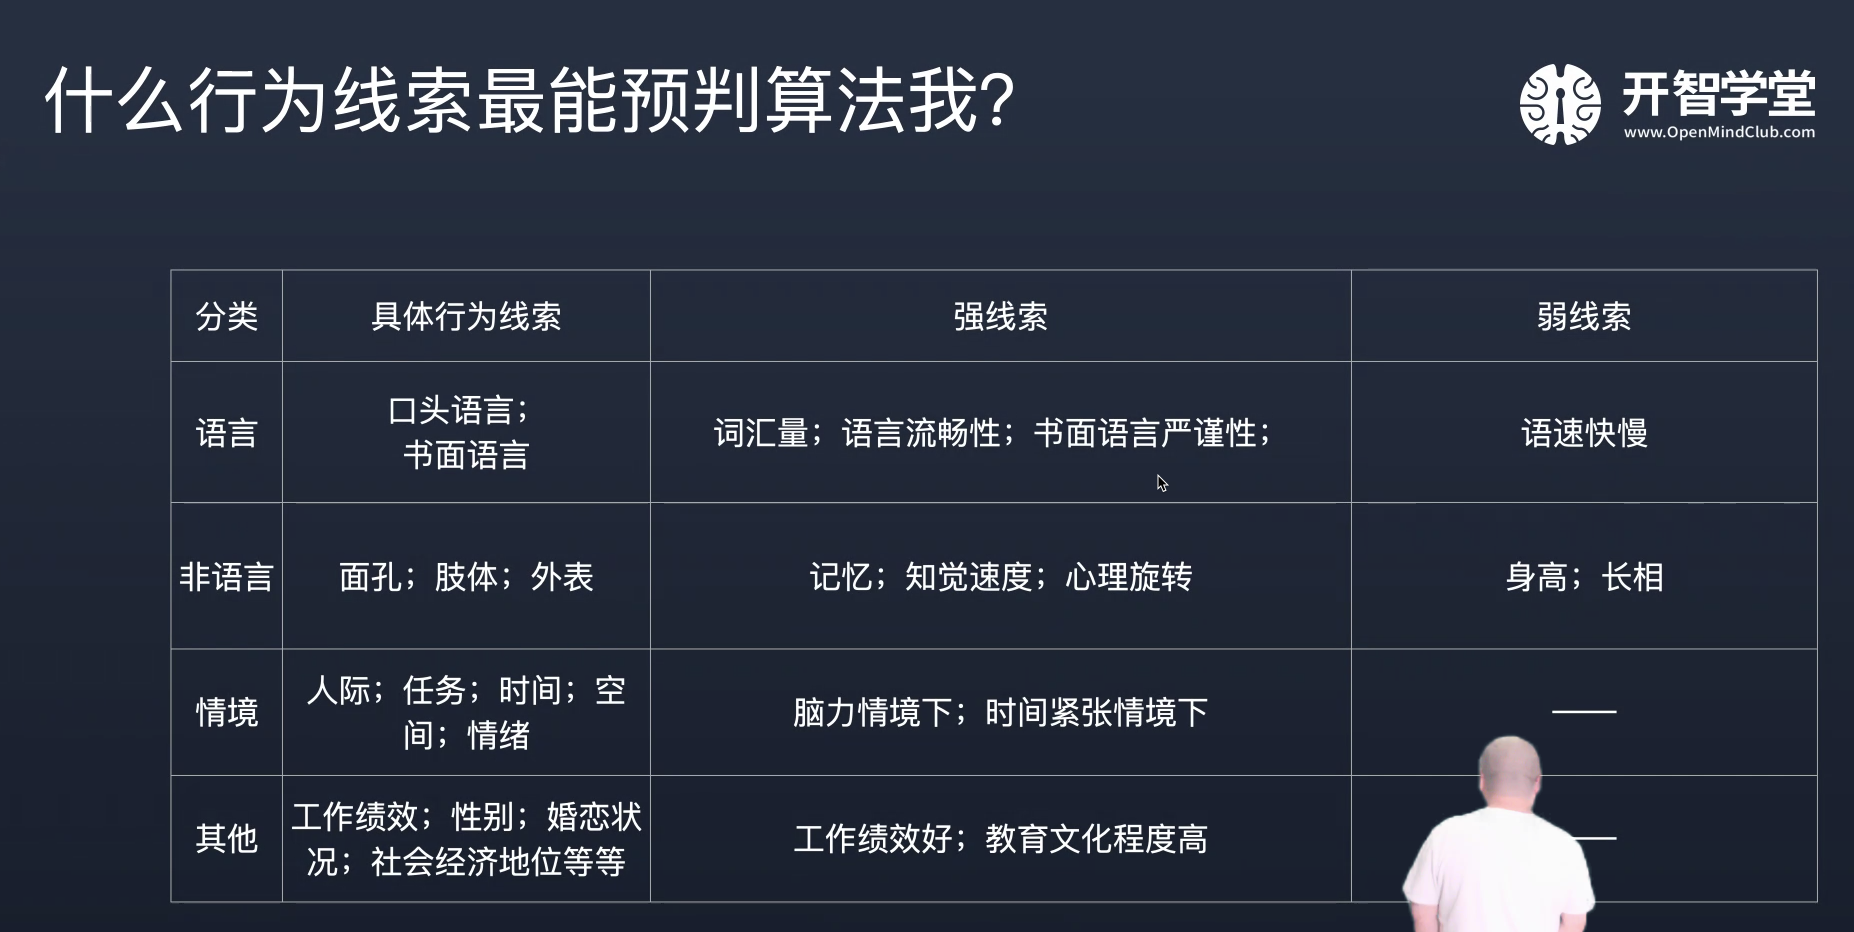 什么行为线索最能预判算法我?
开智学堂
www.OpenMindClub.com
分类
具体行为线索
强线索
弱线索
语言
口头语言；
书面语言
词汇量；语言流畅性；书面语言严谨性；
语速快慢
非语言
面孔；肢体；外表
记忆；知觉速度；心理旋转
身高；长相
情境
人际；任务；时间；空
间；情绪
脑力情境下；时间紧张情境下
——
其他
工作绩效；性别；婚恋状
况；社会经济地位等等
工作绩效好；教育文化程度高
——